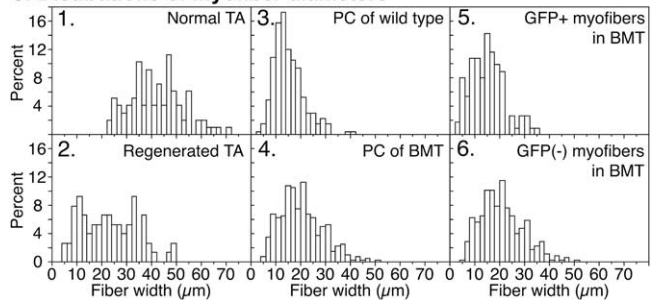 1. Normal TA
3. PC of wild type
5. GFP+ myofibers
in BMT
Percent
16
12
8
4
2. Regenerated TA
4. PC of BMT
6. GFP(-) myofibers
in BMT
Percent
16
12
8
4
0
0 10 20 30 40 50 60 70
0 10 20 30 40 50 60 70
0 10 20 30 40 50 60 70
Fiber width (µm)
Fiber width (µm)
Fiber width (µm)